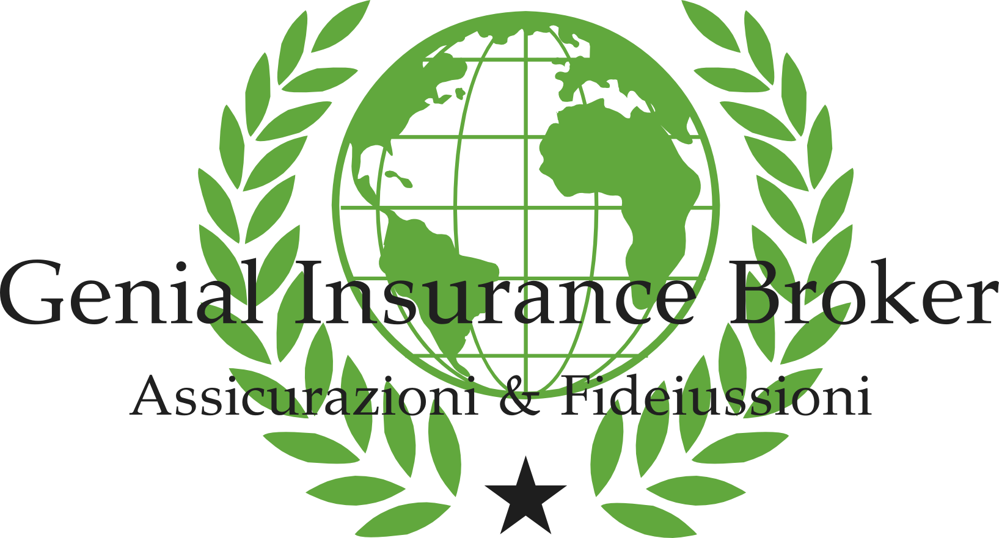 Genial Insurance Broker
Assicurazioni & Fideiussioni